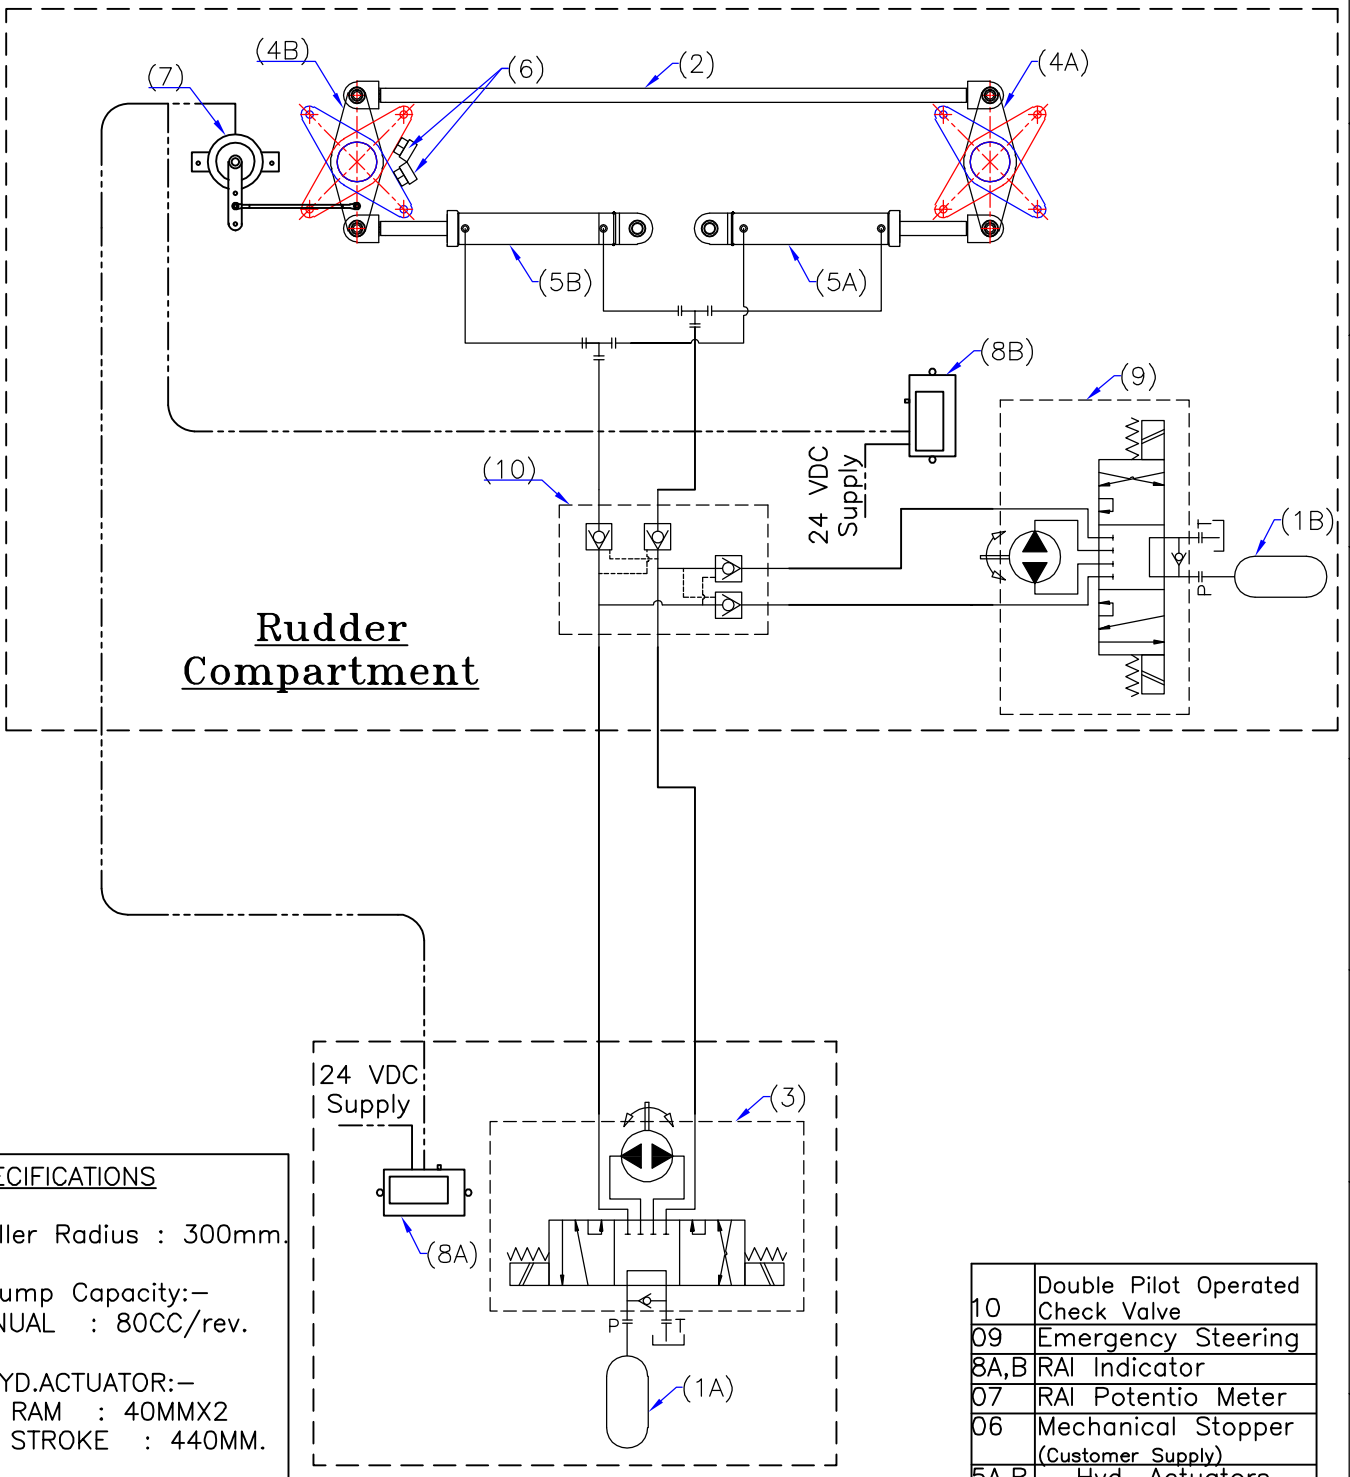 (4B)
(6)
(2)
(4A)
(7)
(5B)
(5A)
(8B)
(9)
(10)
24 VDC
Supply
T
(1B)
P
Rudder
Compartment
24 VDC
Supply
(3)
(8A)
P
T
(1A)
ECIFICATIONS
ller Radius : 300mm.
ump Capacity:-
NUAL : 80CC/rev.
YD.ACTUATOR:-
RAM : 40MMX2
STROKE : 440MM.
10 Double Pilot Operated
Check Valve
09 Emergency Steering
8A,B RAI Indicator
07 RAI Potentio Meter
06 Mechanical Stopper
(Customer Supply)
5A,B Hyd. Actuators